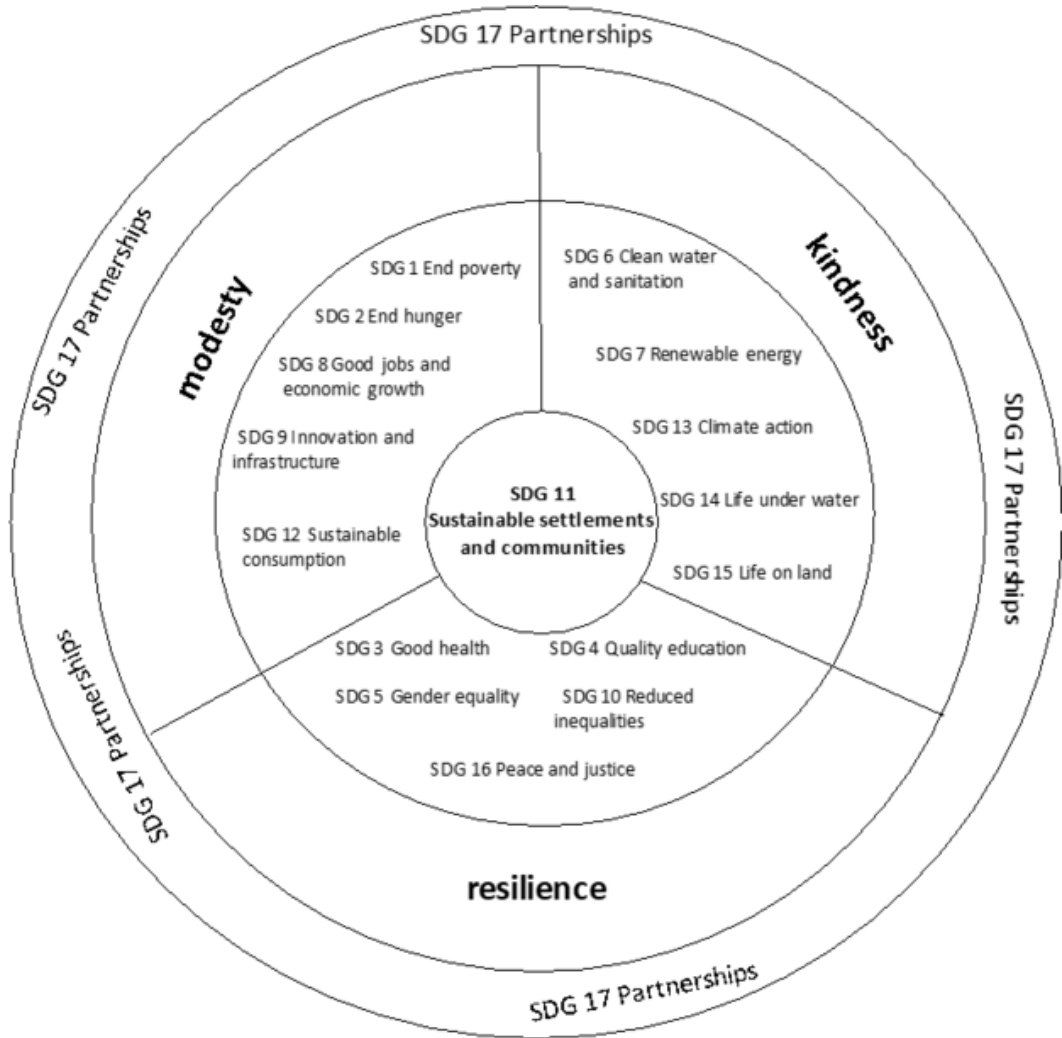 SDG 17 Partnerships
SDG 17 Partnerships
modesty
kindness
SDG 1 End poverty
SDG 2 End hunger
SDG 8 Good jobs and
economic growth
SDG 9 Innovation and
infrastructure
SDG 12 Sustainable
consumption
SDG 6 Clean water
and sanitation
SDG 7 Renewable energy
SDG 13 Climate action
SDG 14 Life under water
SDG 15 Life on land
SDG 11
Sustainable settlements
and communities
SDG 17 Partnerships
SDG 3 Good health
SDG 4 Quality education
SDG 5 Gender equality
SDG 10 Reduced
inequalities
SDG 16 Peace and justice
SDG 17 Partnerships
resilience
SDG 17 Partnerships